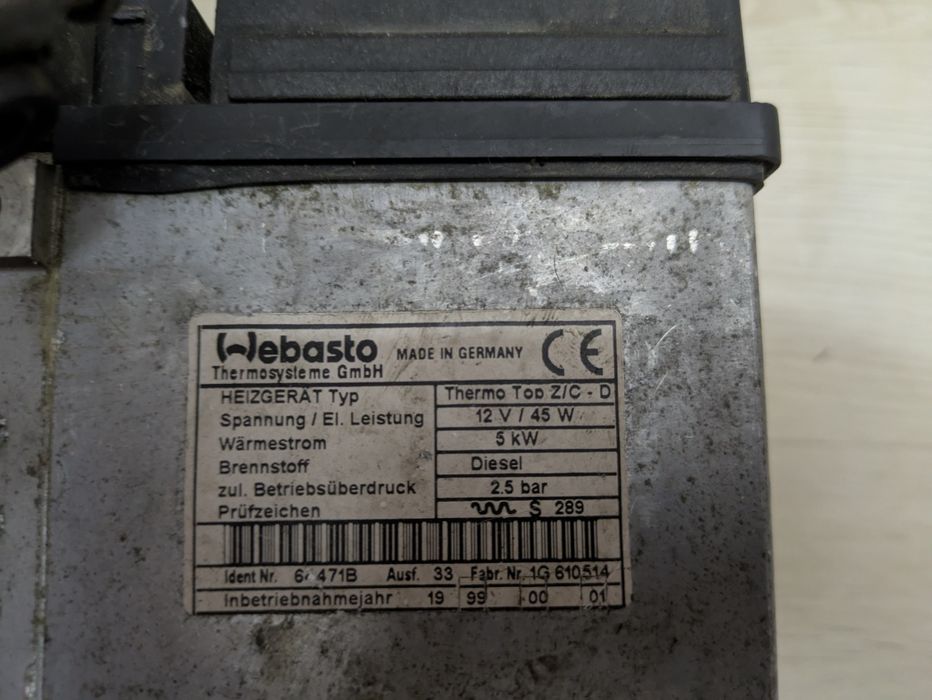 Webasto MADE IN GERMANY CE
Thermosysteme GmbH
HEIZGERÄT Typ Thermo Top Z/C - D
Spannung / El. Leistung 12 V / 45 W
Wärmestrom 5 kW
Brennstoff Diesel
zul. Betriebsüberdruck 2.5 bar
Prüfzeichen S 289
Ident Nr. Ausf. 33 Fabr. Nr. 1G 610514
Inbetriebnahmejahr 19 99 00 01